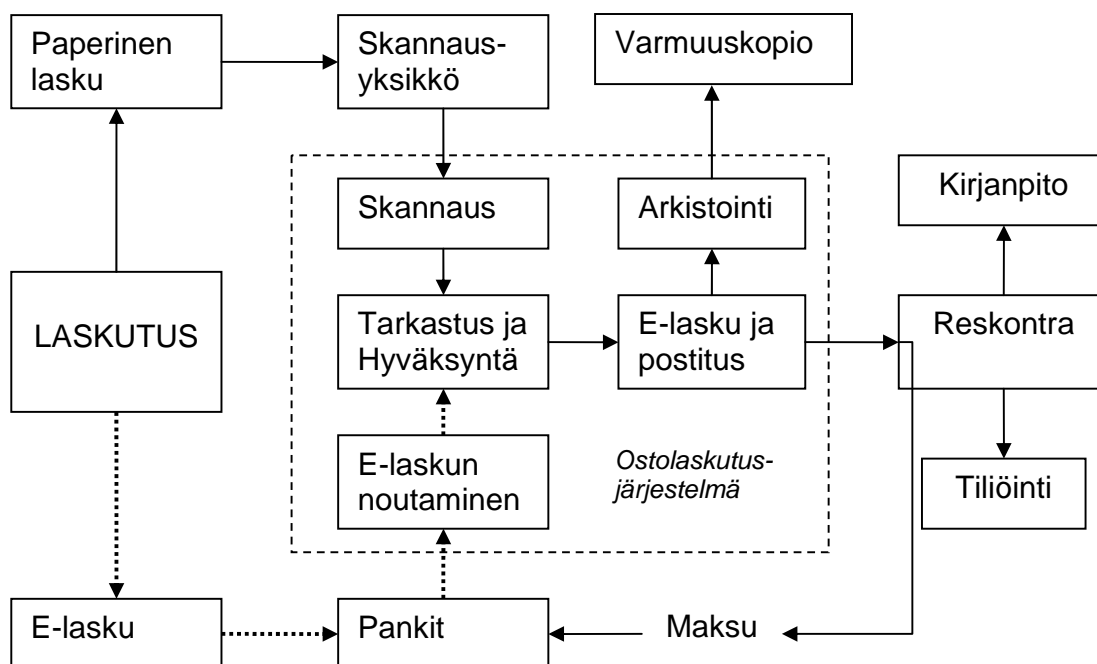 Paperinen
lasku
Skannaus-
yksikkö
Varmuuskopio
Skannaus
Arkistointi
Kirjanpito
LASKUTUS
Tarkastus ja
Hyväksyntä
E-lasku ja
postitus
Reskontra
E-laskun
noutaminen
Ostolaskutus-
järjestelmä
Tiliöinti
E-lasku
Pankit
Maksu